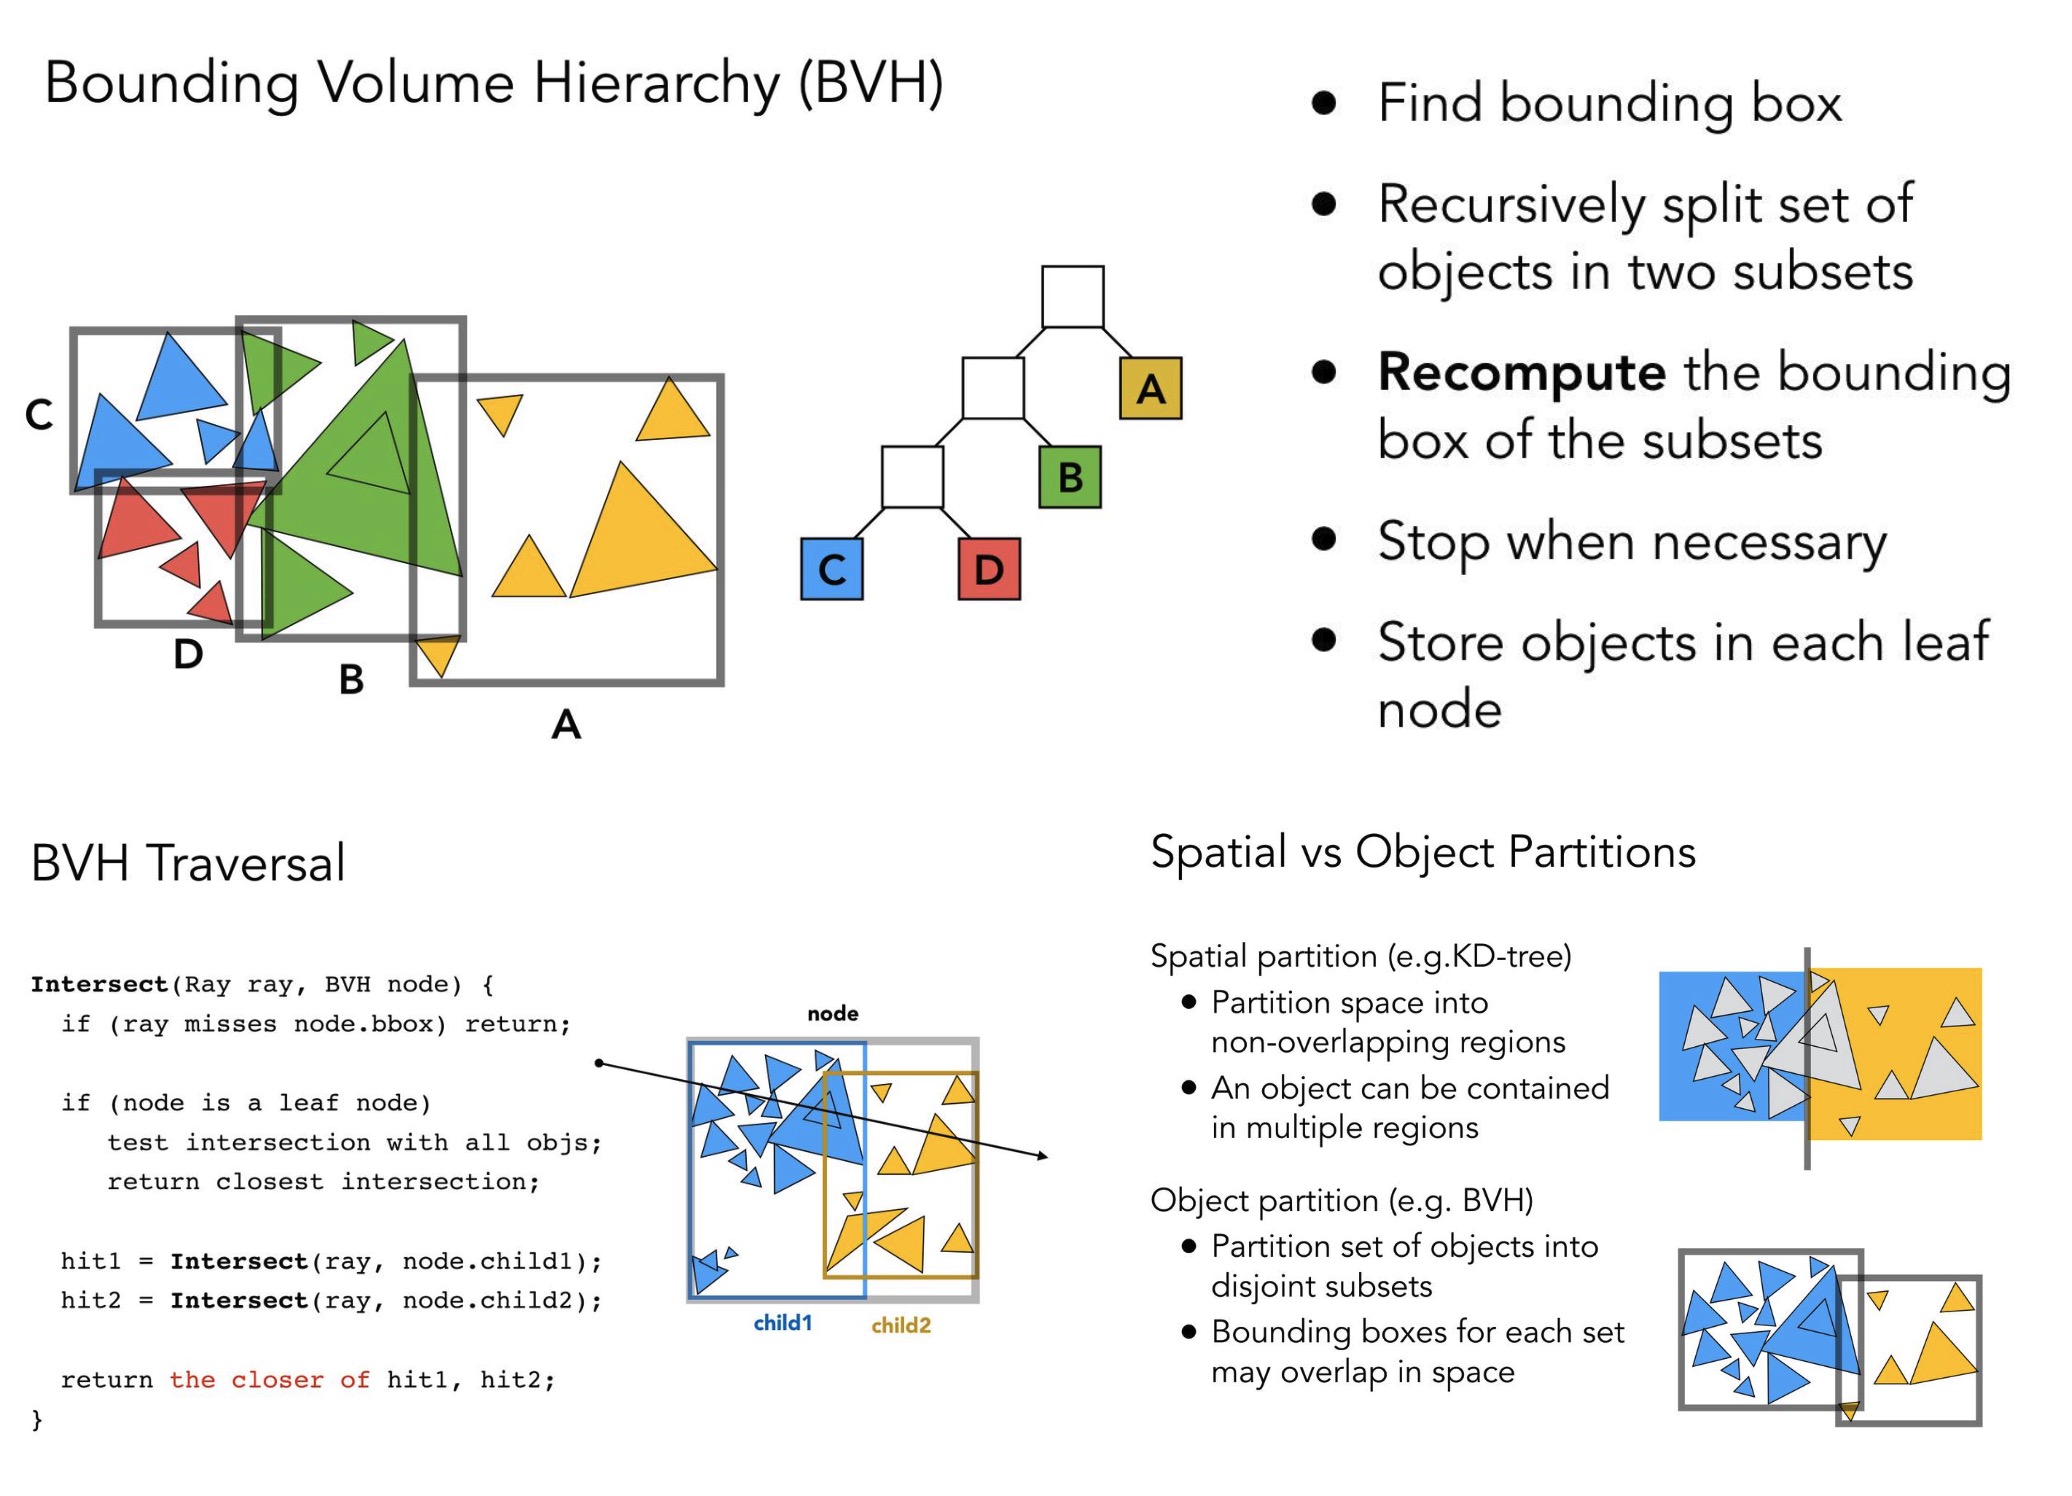 Bounding Volume Hierarchy (BVH)
C
D
B
A
A
B
C
D
● Find bounding box
● Recursively split set of
objects in two subsets
● Recompute the bounding
box of the subsets
● Stop when necessary
● Store objects in each leaf
node
BVH Traversal
Intersect(Ray ray, BVH node) {
if (ray misses node.bbox) return;
if (node is a leaf node)
test intersection with all objs;
return closest intersection;
hit1 = Intersect(ray, node.child1);
hit2 = Intersect(ray, node.child2);
return the closer of hit1, hit2;
}
node
child1
child2
Spatial vs Object Partitions
Spatial partition (e.g.KD-tree)
● Partition space into
non-overlapping regions
● An object can be contained
in multiple regions
Object partition (e.g. BVH)
● Partition set of objects into
disjoint subsets
● Bounding boxes for each set
may overlap in space